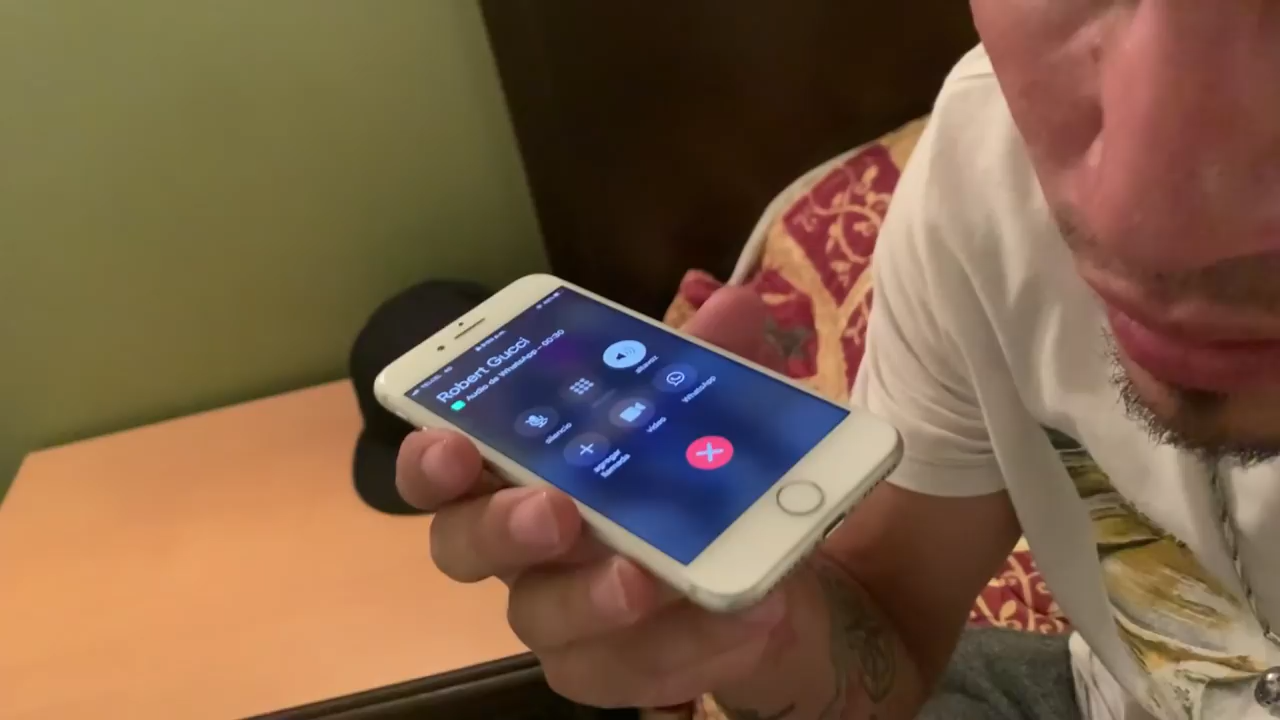 Robert Gucci
Audio de WhatsApp – 00:30
silencio
altavoz
agregar
llamada
video
WhatsApp